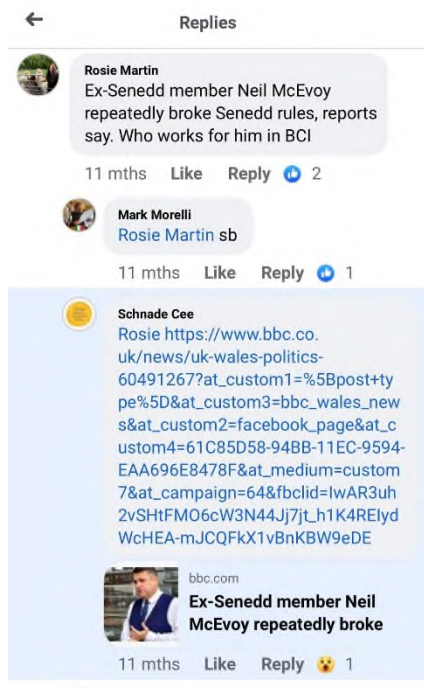 Replies
Rosie Martin
Ex-Senedd member Neil McEvoy
repeatedly broke Senedd rules, reports
say. Who works for him in BCI
11 mths Like Reply 2
Mark Morelli
Rosie Martin sb
11 mths Like Reply 1
Schnade Cee
Rosie https://www.bbc.co.
uk/news/uk-wales-politics-
60491267?at_custom1=%5Bpost+ty
pe%5D&at_custom3=bbc_wales_new
s&at_custom2=facebook_page&at_c
ustom4=61C85D58-94BB-11EC-9594-
EAA696E8478F&at_medium=custom
7&at_campaign=64&fbclid=IwAR3uh
2vSHtFMO6cW3N44Jj7jt_h1K4REIyd
WcHEA-mJCQFkX1vBnKBW9eDE
bbc.com
Ex-Senedd member Neil
McEvoy repeatedly broke
11 mths Like Reply 1